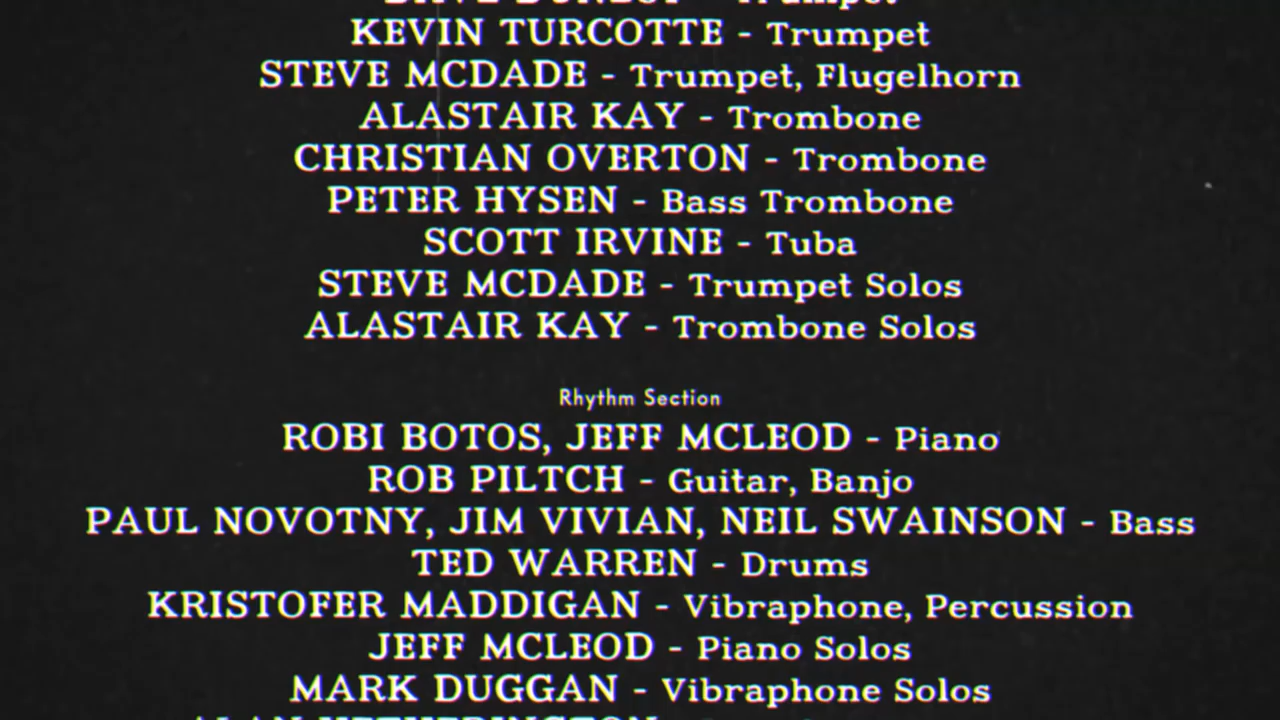 KEVIN TURCOTTE - Trumpet
STEVE MCDADE - Trumpet, Flugelhorn
ALASTAIR KAY - Trombone
CHRISTIAN OVERTON - Trombone
PETER HYSEN - Bass Trombone
SCOTT IRVINE - Tuba
STEVE MCDADE - Trumpet Solos
ALASTAIR KAY - Trombone Solos
Rhythm Section
ROBI BOTOS, JEFF MCLEOD - Piano
ROB PILTCH - Guitar, Banjo
PAUL NOVOTNY, JIM VIVIAN, NEIL SWAINSON - Bass
TED WARREN - Drums
KRISTOFER MADDIGAN - Vibraphone, Percussion
JEFF MCLEOD - Piano Solos
MARK DUGGAN - Vibraphone Solos